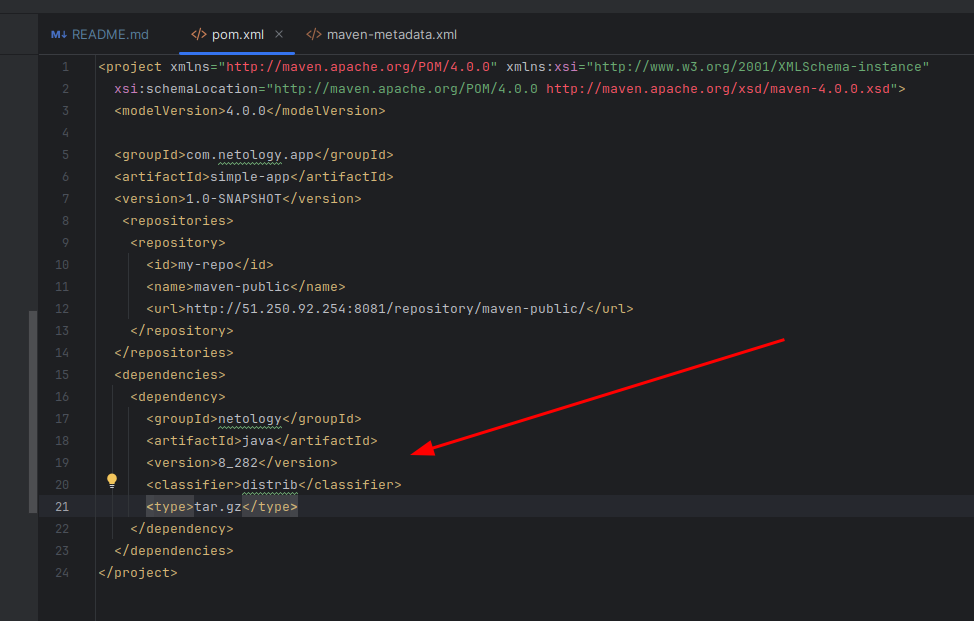 M↓ README.md </> pom.xml × </> maven-metadata.xml
1 <project xmlns="http://maven.apache.org/POM/4.0.0" xmlns:xsi="http://www.w3.org/2001/XMLSchema-instance"
2 xsi:schemaLocation="http://maven.apache.org/POM/4.0.0 http://maven.apache.org/xsd/maven-4.0.0.xsd">
3 <modelVersion>4.0.0</modelVersion>
4
5 <groupId>com.netology.app</groupId>
6 <artifactId>simple-app</artifactId>
7 <version>1.0-SNAPSHOT</version>
8 <repositories>
9 <repository>
10 <id>my-repo</id>
11 <name>maven-public</name>
12 <url>http://51.250.92.254:8081/repository/maven-public/</url>
13 </repository>
14 </repositories>
15 <dependencies>
16 <dependency>
17 <groupId>netology</groupId>
18 <artifactId>java</artifactId>
19 <version>8_282</version>
20 <classifier>distrib</classifier>
21 <type>tar.gz</type>
22 </dependency>
23 </dependencies>
24 </project>